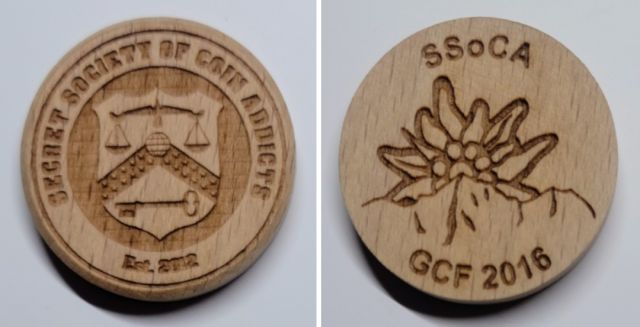 SECRET SOCIETY OF COIN ADDICTS
Est. 2012
SSoCA
GCF 2016